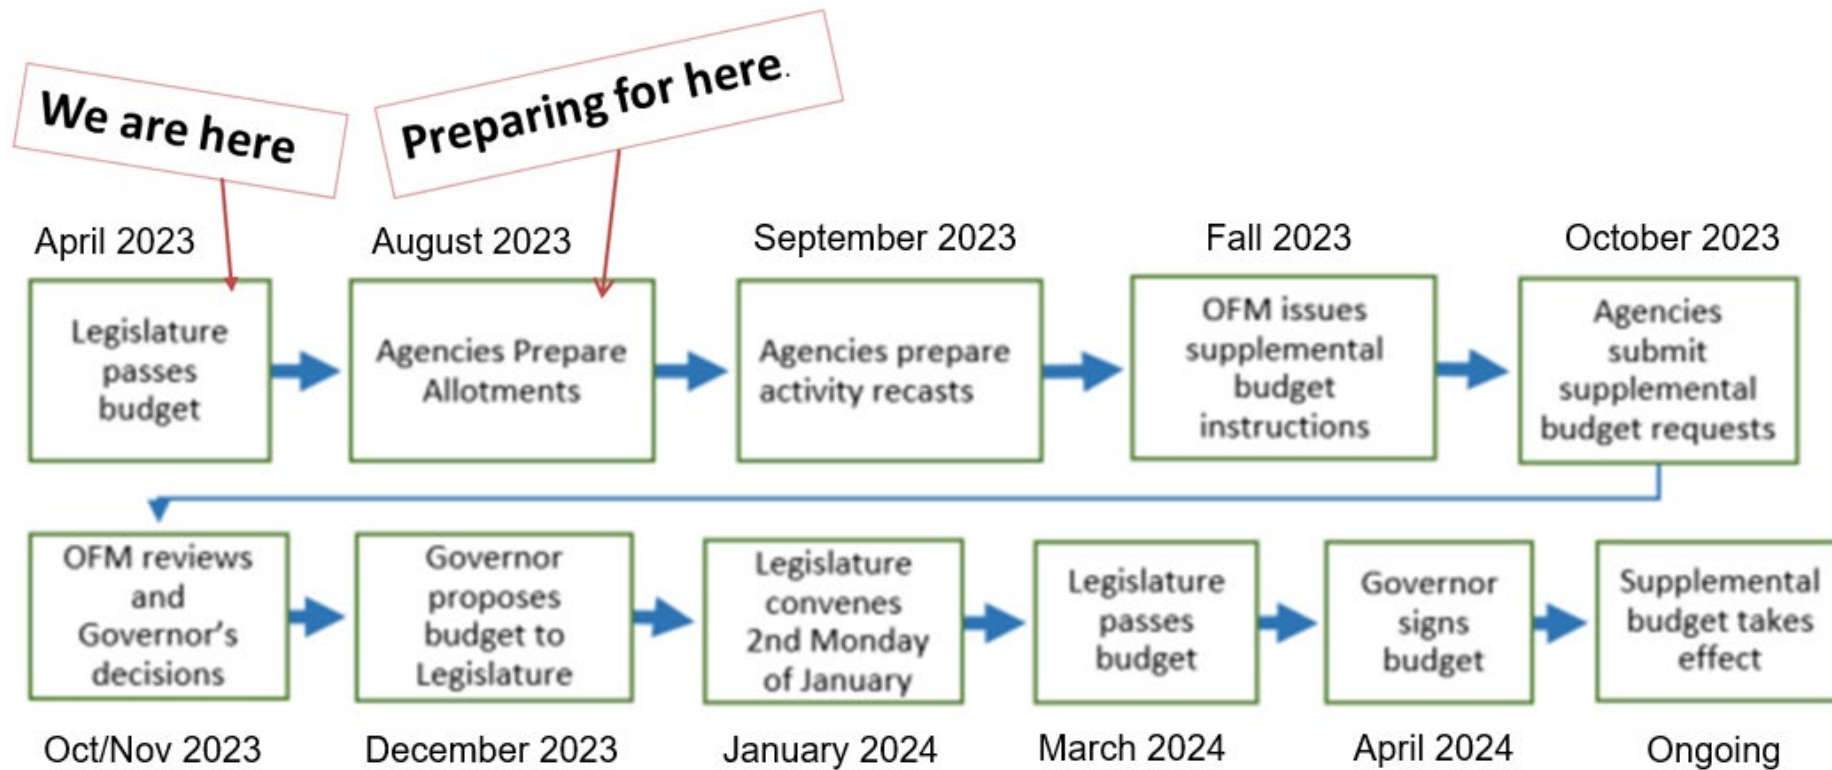 We are here
Preparing for here.
April 2023
August 2023
September 2023
Fall 2023
October 2023
Legislature
passes
budget
Agencies Prepare
Allotments
Agencies prepare
activity recasts
OFM issues
supplemental
budget
instructions
Agencies
submit
supplemental
budget requests
OFM reviews
and
Governor's
decisions
Governor
proposes
budget to
Legislature
Legislature
convenes
2nd Monday
of January
Legislature
passes
budget
Governor
signs
budget
Supplemental
budget takes
effect
Oct/Nov 2023
December 2023
January 2024
March 2024
April 2024
Ongoing